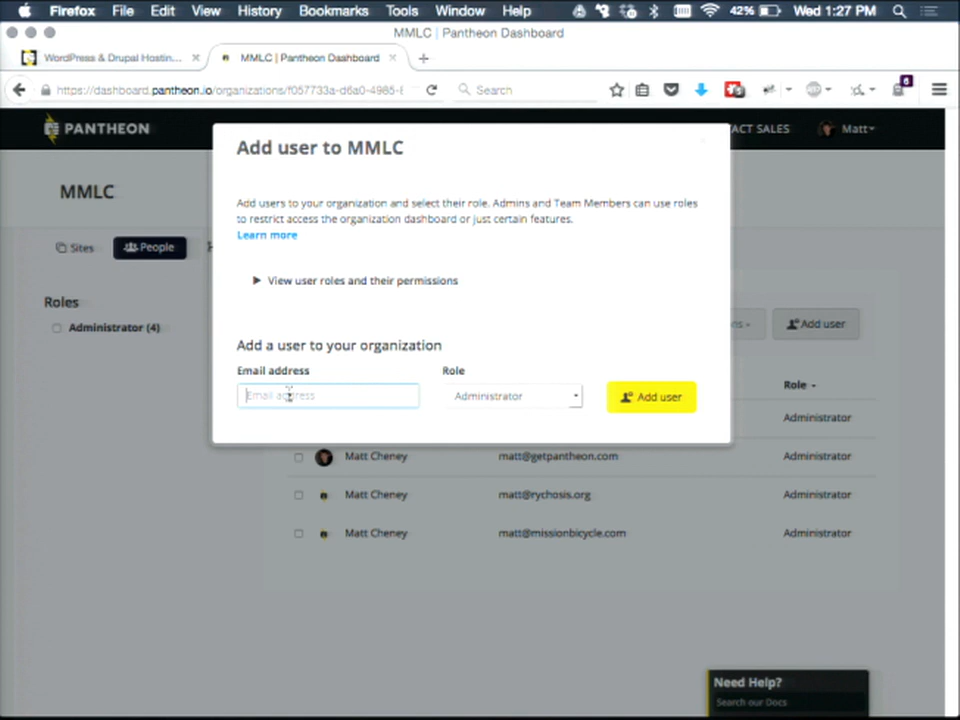 Firefox File Edit View History Bookmarks Tools Window Help 42% Wed 1:27 PM
MMLC | Pantheon Dashboard
WordPress & Drupal Hostin... MMLC | Pantheon Dashboard
https://dashboard.pantheon.io/organizations/f057733a-d6a0-4985-8 Search 6
PANTHEON
ACT SALES Matt
Add user to MMLC
MMLC
Add users to your organization and select their role. Admins and Team Members can use roles
to restrict access the organization dashboard or just certain features.
Learn more
Sites People
View user roles and their permissions
Roles
Administrator (4)
ns Add user
Add a user to your organization
Email address Role
Email address Administrator Add user
Role
Administrator
Matt Cheney matt@getpantheon.com Administrator
Matt Cheney matt@rychosis.org Administrator
Matt Cheney matt@missionbicycle.com Administrator
Need Help?
Search our Docs